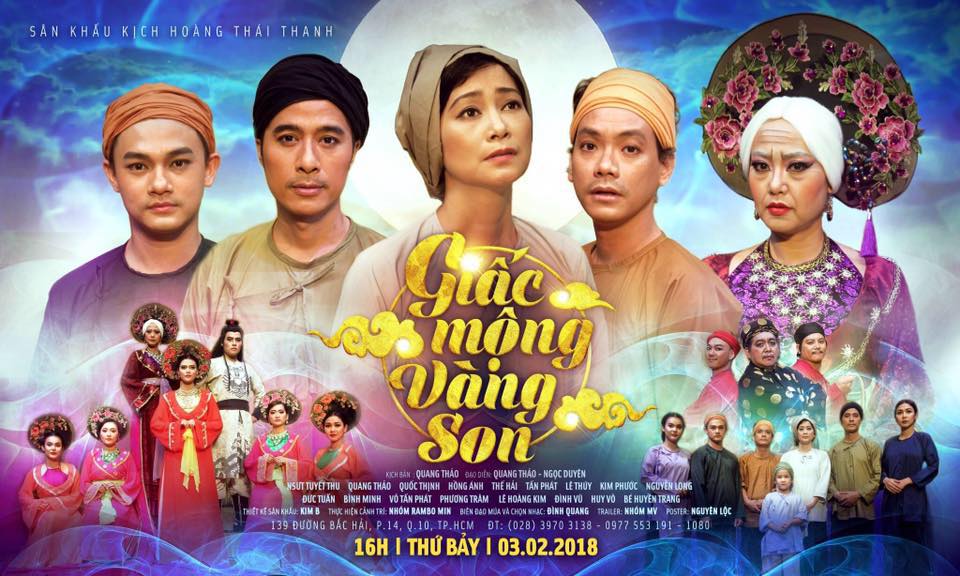 SÂN KHẤU KỊCH HOÀNG THÁI THANH
Giấc
mộng
Vàng
Son
KỊCH BẢN: QUANG THẢO ĐẠO DIỄN: QUANG THẢO - NGỌC DUYÊN
NSƯT TUYẾT THU QUANG THẢO QUỐC THỊNH HỒNG ÁNH THẾ HẢI TẤN PHÁT LÊ THÚY KIM PHƯỚC NGUYÊN LONG
ĐỨC TUẤN BÌNH MINH VÕ TẤN PHÁT PHƯƠNG TRÂM LÊ HOÀNG KIM ĐÌNH VŨ HUY VÕ BÉ HUYỀN TRANG
THIẾT KẾ SÂN KHẤU: KIM B THỰC HIỆN CẢNH TRÍ: NHÓM RAMBO MIN BIÊN ĐẠO MÚA VÀ CHỌN NHẠC: ĐÌNH QUANG TRAILER: NHÓM MV POSTER: NGUYÊN LỘC
139 ĐƯỜNG BẮC HẢI, P.14, Q.10, TP.HCM ĐT: (028) 3970 3138 - 0977 553 191 - 1080
16H | THỨ BẢY | 03.02.2018